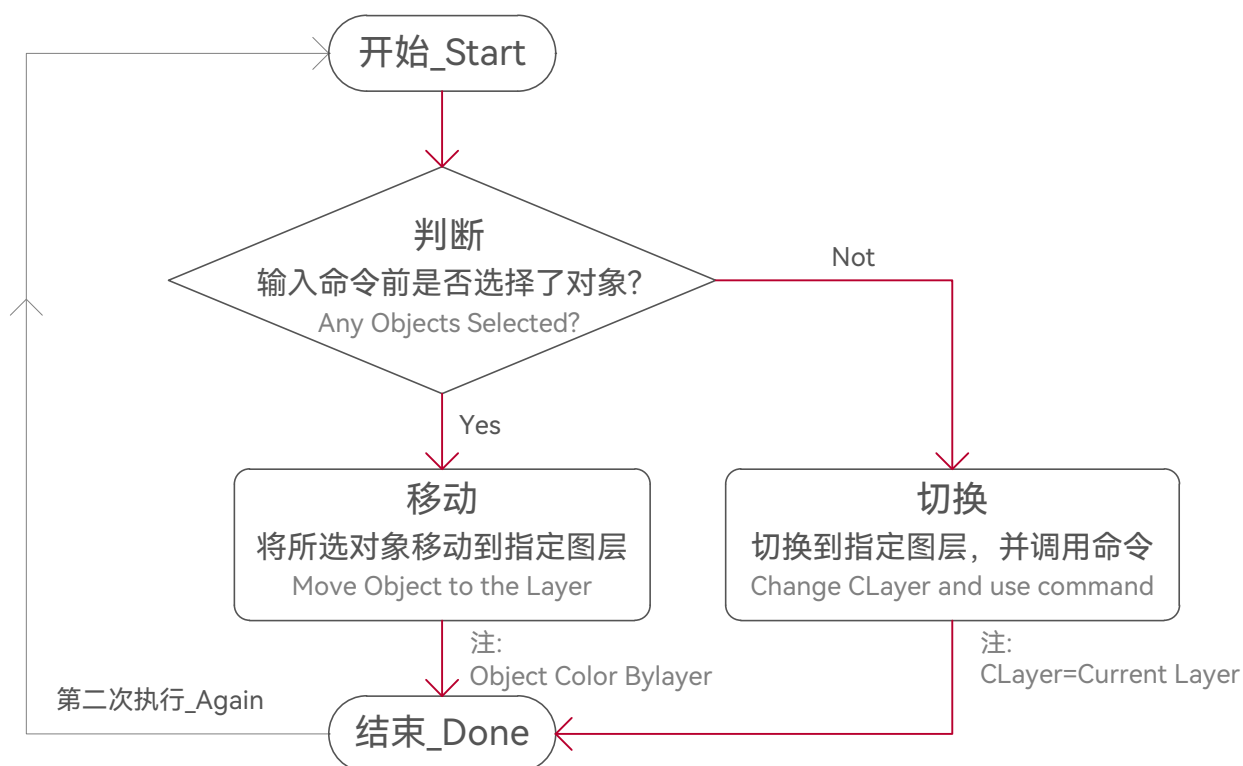 开始_Start
判断
输入命令前是否选择了对象?
Any Objects Selected?
Not
Yes
移动
将所选对象移动到指定图层
Move Object to the Layer
切换
切换到指定图层，并调用命令
Change CLayer and use command
注:
Object Color Bylayer
注:
CLayer=Current Layer
第二次执行_Again
结束_Done